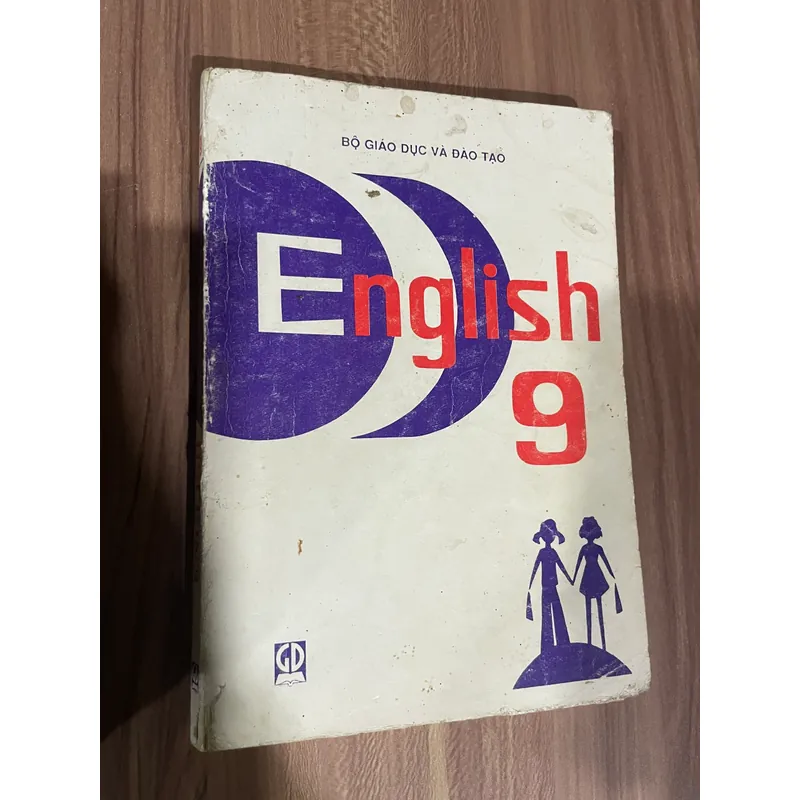 BỘ GIÁO DỤC VÀ ĐÀO TẠO
English
9
GD